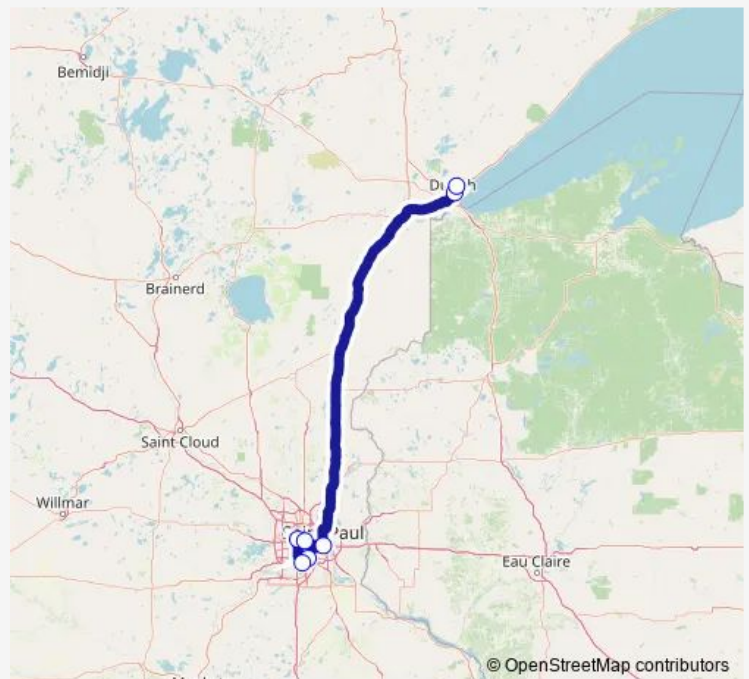 Bemidji
Brainerd
Saint Cloud
Paul
Willmar
Eau Claire
© OpenStreetMap contributors